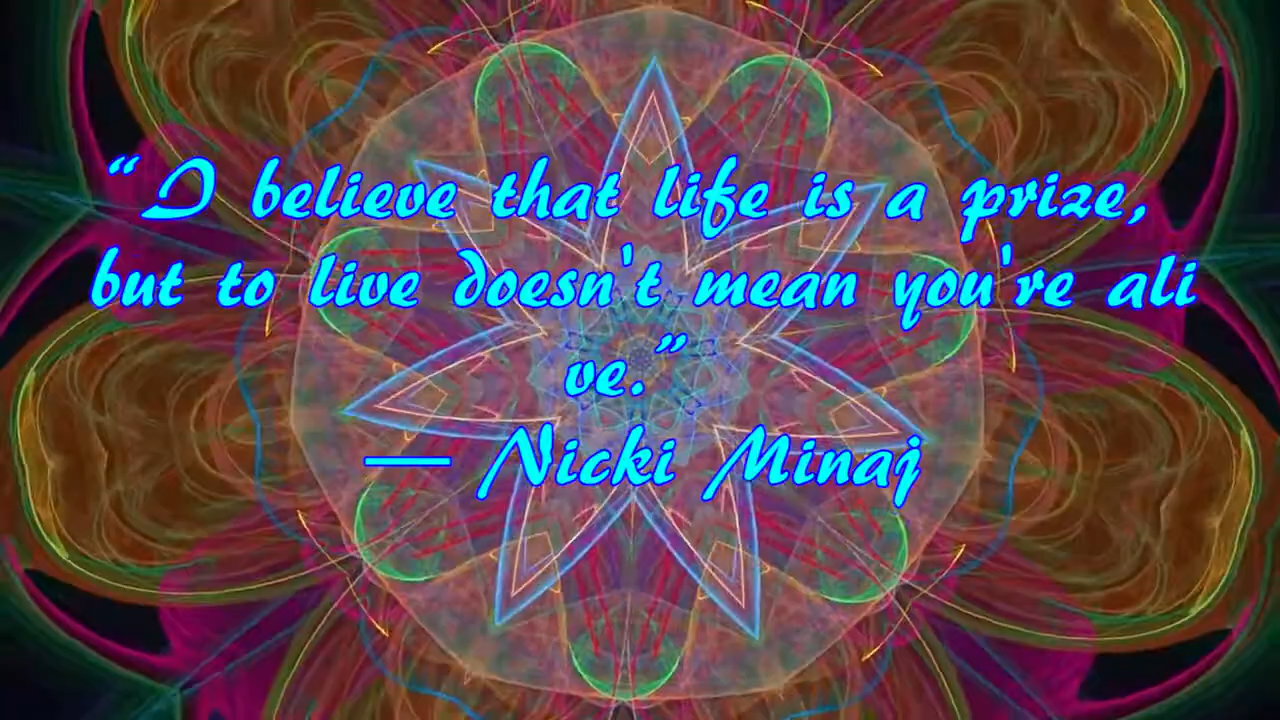 “I believe that life is a prize,
but to live doesn't mean you're ali
ve.”
— Nicki Minaj